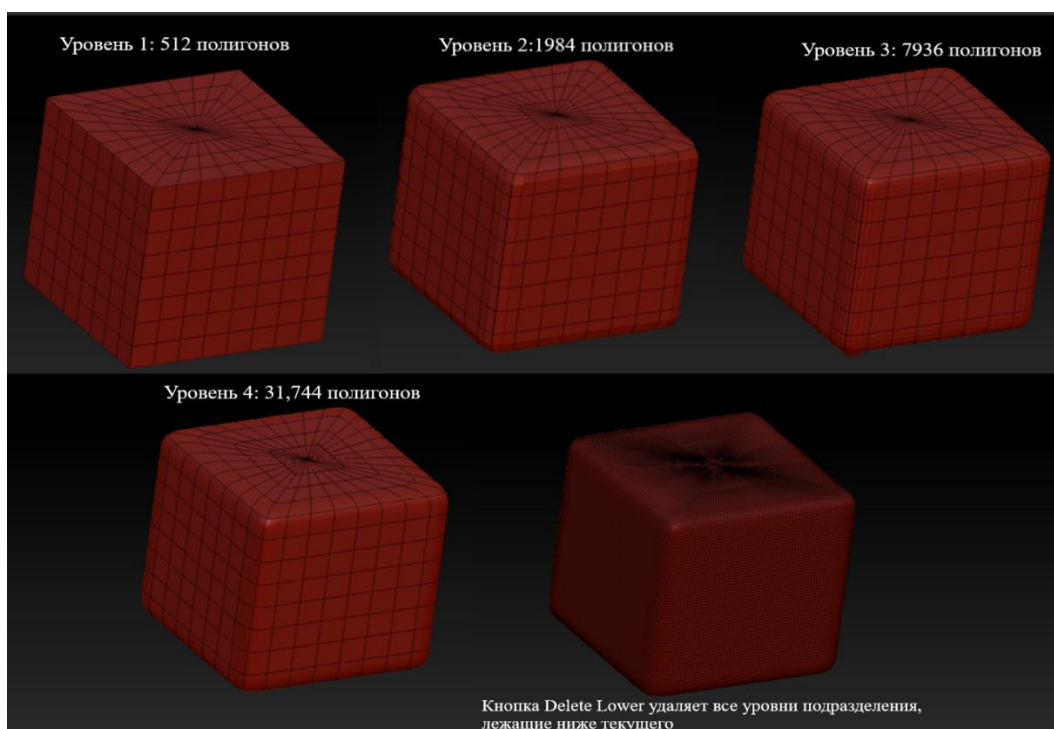 Уровень 1: 512 полигонов
Уровень 2:1984 полигонов
Уровень 3: 7936 полигонов
Уровень 4: 31,744 полигонов
Кнопка Delete Lower удаляет все уровни подразделения,
лежащие ниже текущего